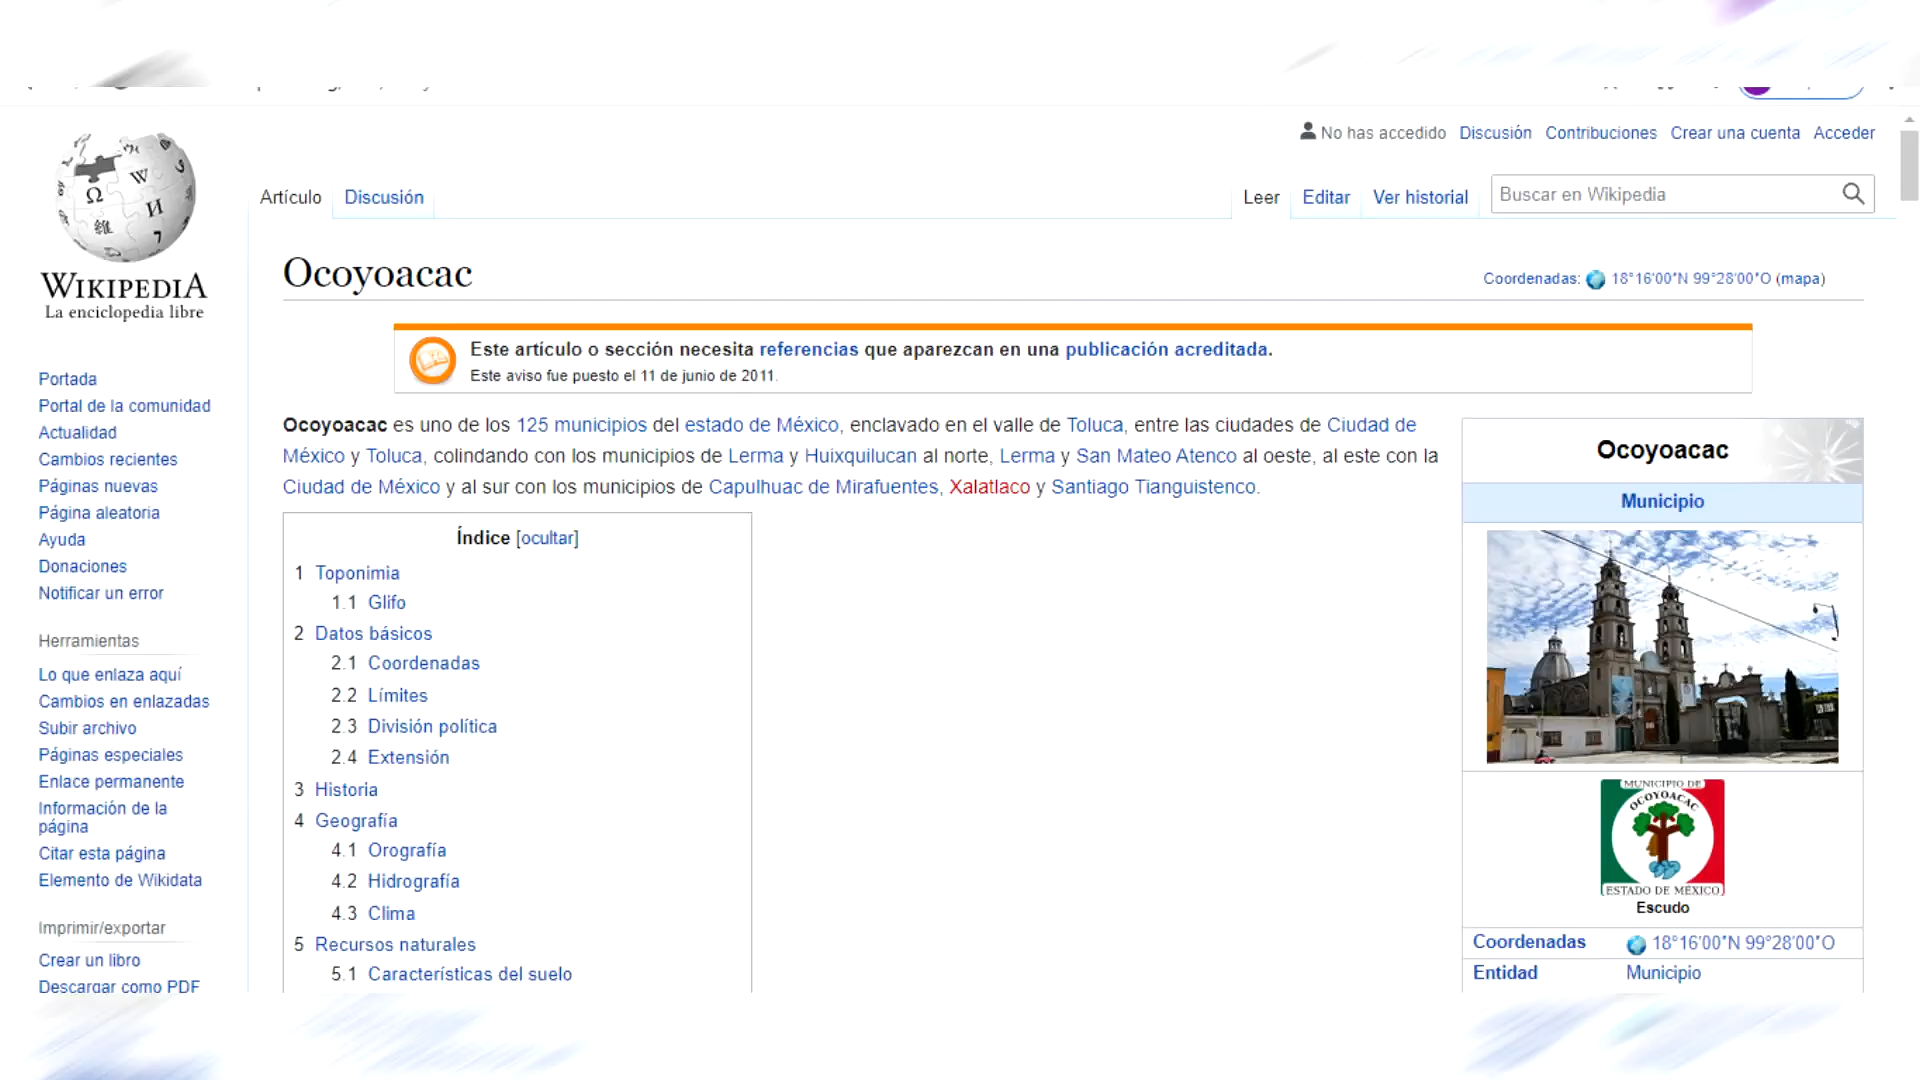 No has accedido Discusión Contribuciones Crear una cuenta Acceder
Artículo Discusión Leer Editar Ver historial Buscar en Wikipedia
WIKIPEDIA
La enciclopedia libre
Ocoyoacac
Coordenadas: 18°16′00″N 99°28′00″O (mapa)
Este artículo o sección necesita referencias que aparezcan en una publicación acreditada.
Este aviso fue puesto el 11 de junio de 2011.
Portada
Portal de la comunidad
Actualidad
Cambios recientes
Páginas nuevas
Página aleatoria
Ayuda
Donaciones
Notificar un error
Herramientas
Lo que enlaza aquí
Cambios en enlazadas
Subir archivo
Páginas especiales
Enlace permanente
Información de la
página
Citar esta página
Elemento de Wikidata
Imprimir/exportar
Crear un libro
Descargar como PDF
Ocoyoacac es uno de los 125 municipios del estado de México, enclavado en el valle de Toluca, entre las ciudades de Ciudad de
México y Toluca, colindando con los municipios de Lerma y Huixquilucan al norte, Lerma y San Mateo Atenco al oeste, al este con la
Ciudad de México y al sur con los municipios de Capulhuac de Mirafuentes, Xalatlaco y Santiago Tianguistenco.
Índice [ocultar]
1 Toponimia
1.1 Glifo
2 Datos básicos
2.1 Coordenadas
2.2 Límites
2.3 División política
2.4 Extensión
3 Historia
4 Geografía
4.1 Orografía
4.2 Hidrografía
4.3 Clima
5 Recursos naturales
5.1 Características del suelo
Ocoyoacac
Municipio
MUNICIPIO DE
OCOYOACAC
ESTADO DE MÉXICO
Escudo
Coordenadas 18°16′00″N 99°28′00″O
Entidad Municipio